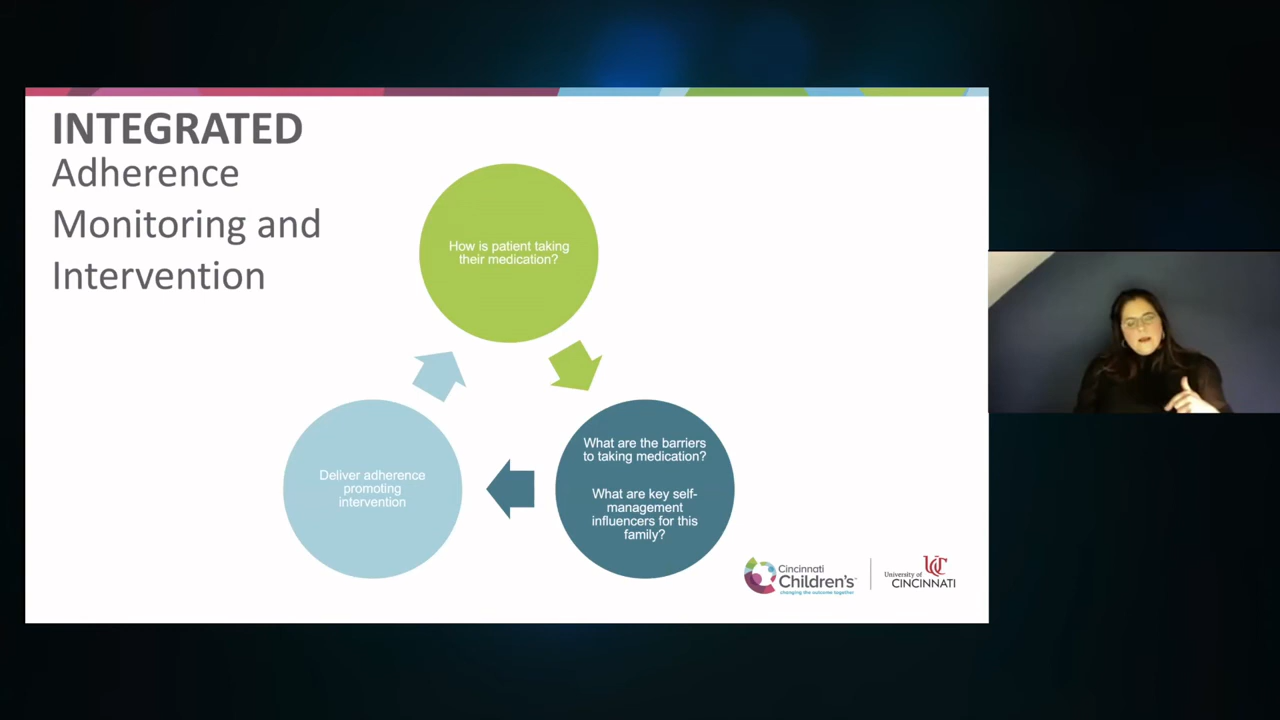 INTEGRATED
Adherence
Monitoring and
Intervention
How is patient taking
their medication?
What are the barriers
to taking medication?
What are key self-
management
influencers for this
family?
Deliver adherence
promoting
intervention
Cincinnati
Children's
changing the outcome together
University of
CINCINNATI